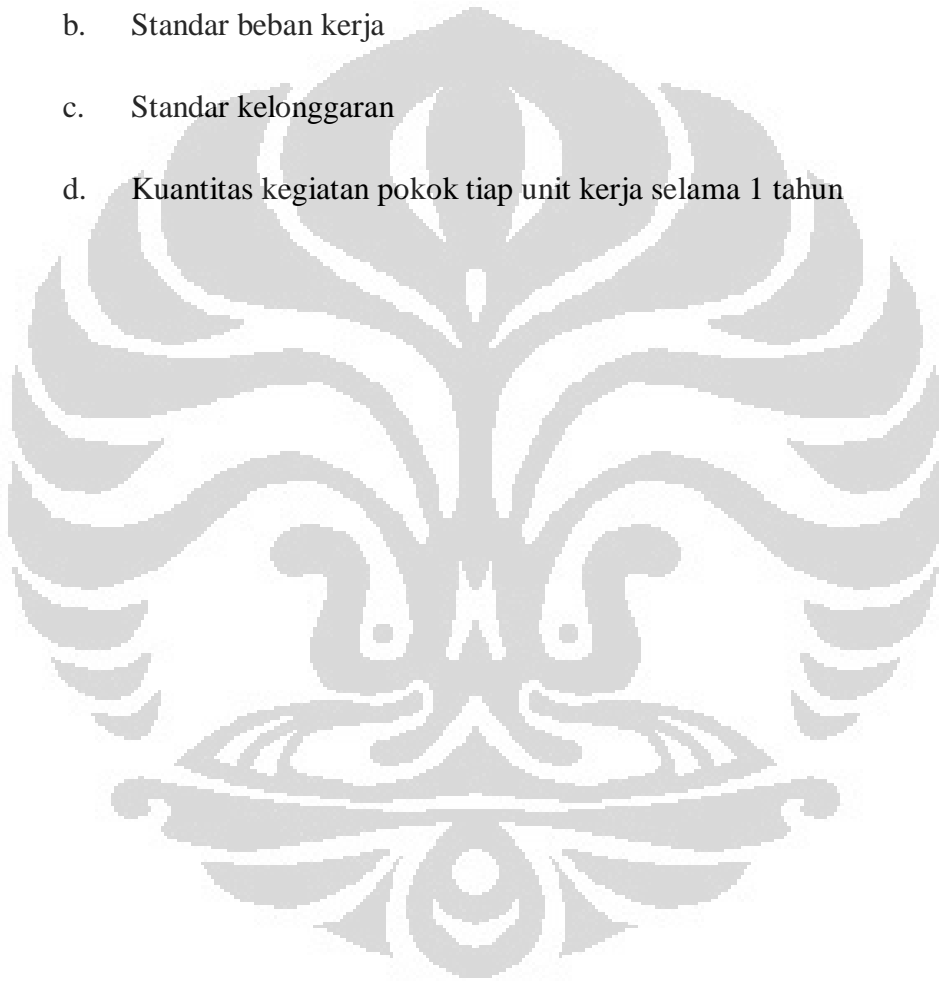 b. Standar beban kerja
c. Standar kelonggaran
d. Kuantitas kegiatan pokok tiap unit kerja selama 1 tahun